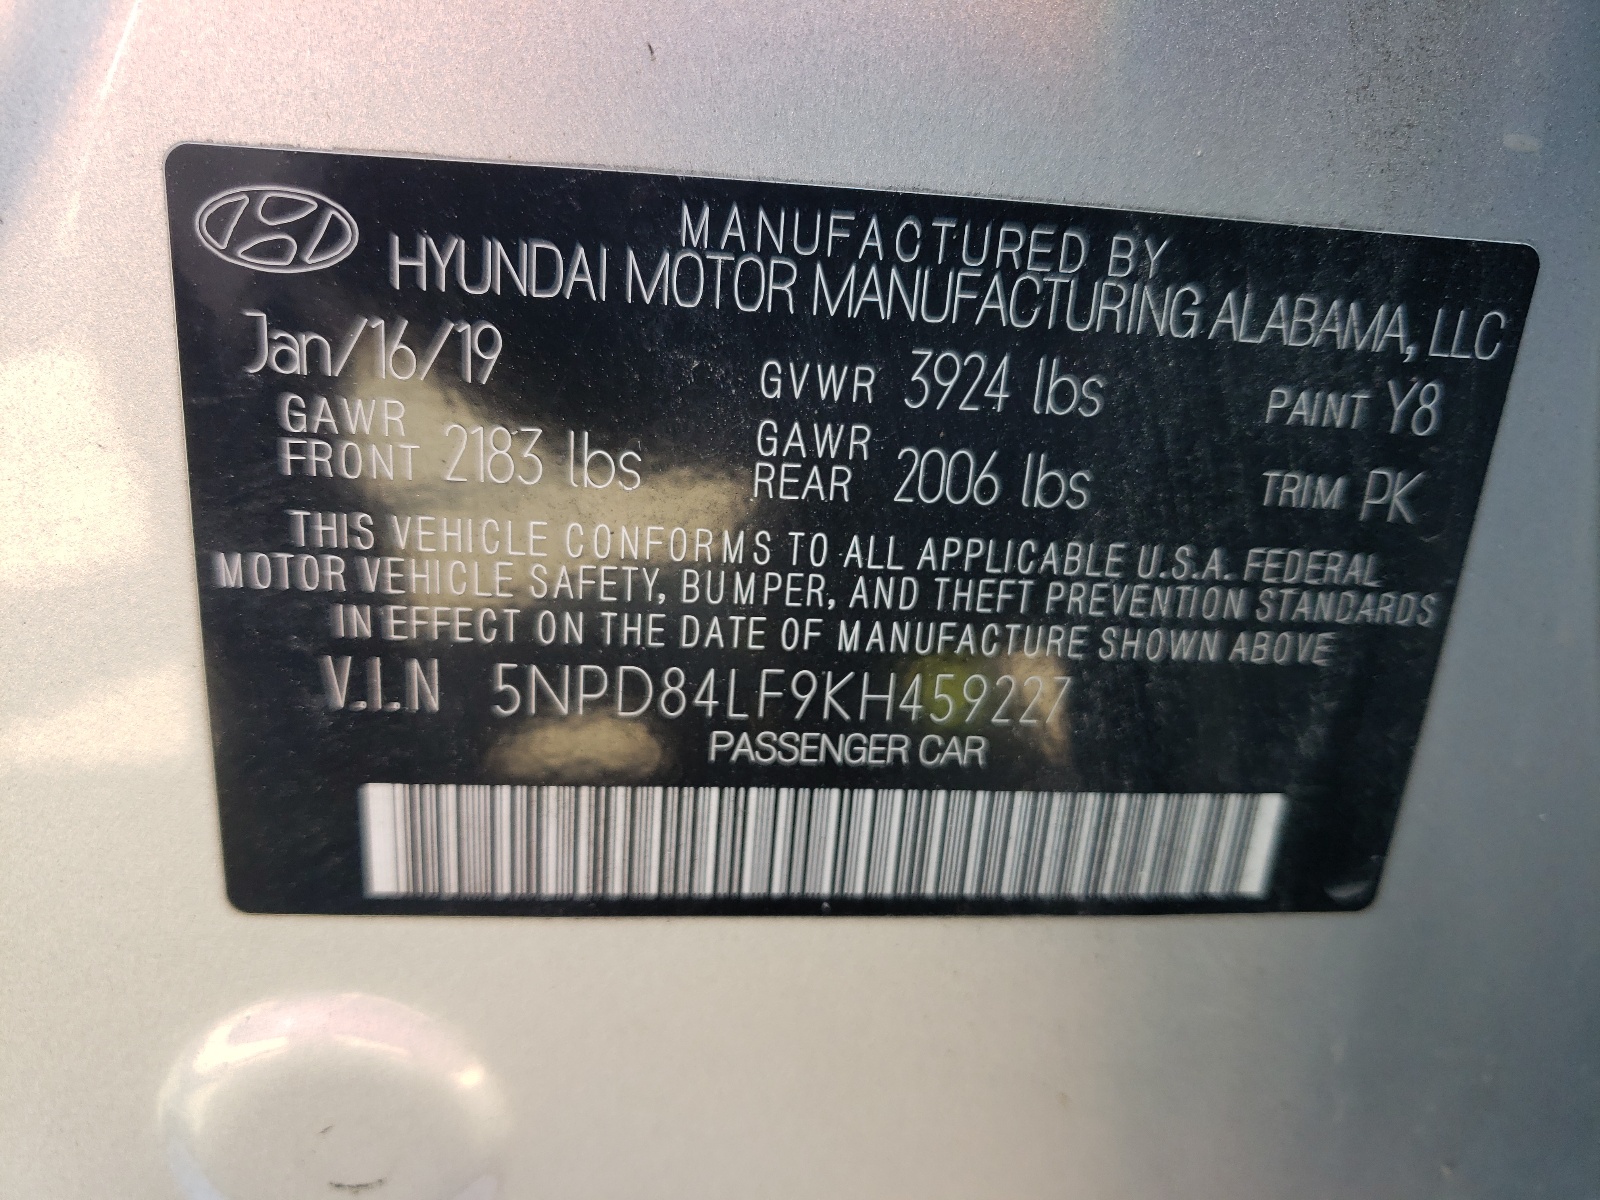 MANUFACTURED BY
HYUNDAI MOTOR MANUFACTURING ALABAMA, LLC
Jan/16/19 GVWR 3924 lbs PAINT Y8
GAWR FRONT 2183 lbs GAWR REAR 2006 lbs TRIM PK
THIS VEHICLE CONFORMS TO ALL APPLICABLE U.S.A. FEDERAL
MOTOR VEHICLE SAFETY, BUMPER, AND THEFT PREVENTION STANDARDS
IN EFFECT ON THE DATE OF MANUFACTURE SHOWN ABOVE
V.I.N 5NPD84LF9KH459227
PASSENGER CAR